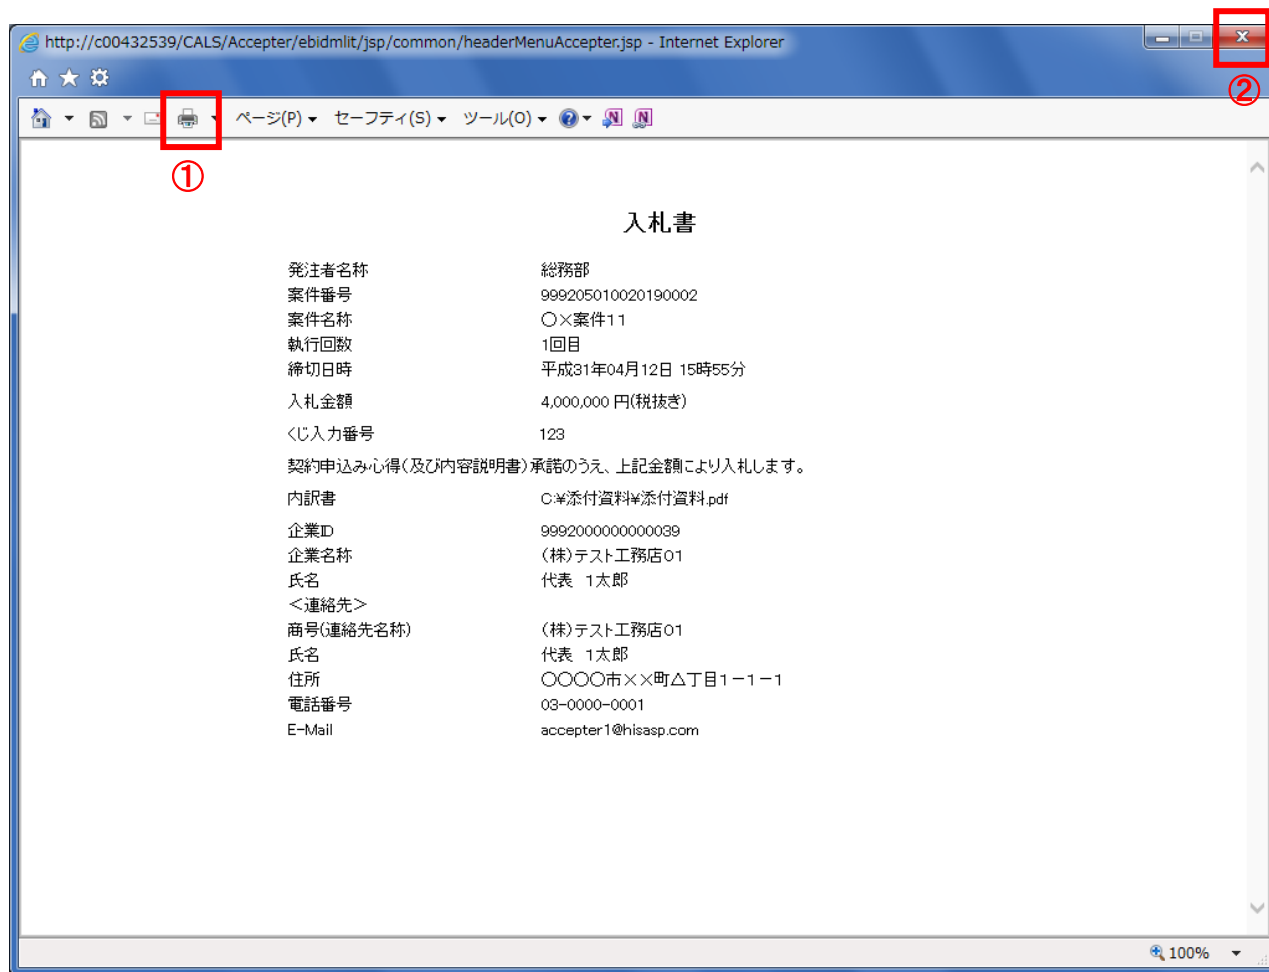 http://c00432539/CALS/Accepter/ebidmlit/jsp/common/headerMenuAccepter.jsp - Internet Explorer
②
ページ(P) セーフティ(S) ツール(O)
①
入札書
発注者名称 総務部
案件番号 999205010020190002
案件名称 〇×案件11
執行回数 1回目
締切日時 平成31年04月12日 15時55分
入札金額 4,000,000 円(税抜き)
くじ入力番号 123
契約申込み心得(及び内容説明書)承諾のうえ、上記金額により入札します。
内訳書 C:¥添付資料¥添付資料.pdf
企業ID 9992000000000039
企業名称 (株)テスト工務店01
氏名 代表 1太郎
＜連絡先＞
商号(連絡先名称) (株)テスト工務店01
氏名 代表 1太郎
住所 〇〇〇〇市××町△丁目1－1－1
電話番号 03-0000-0001
E-Mail accepter1@hisasp.com
100%